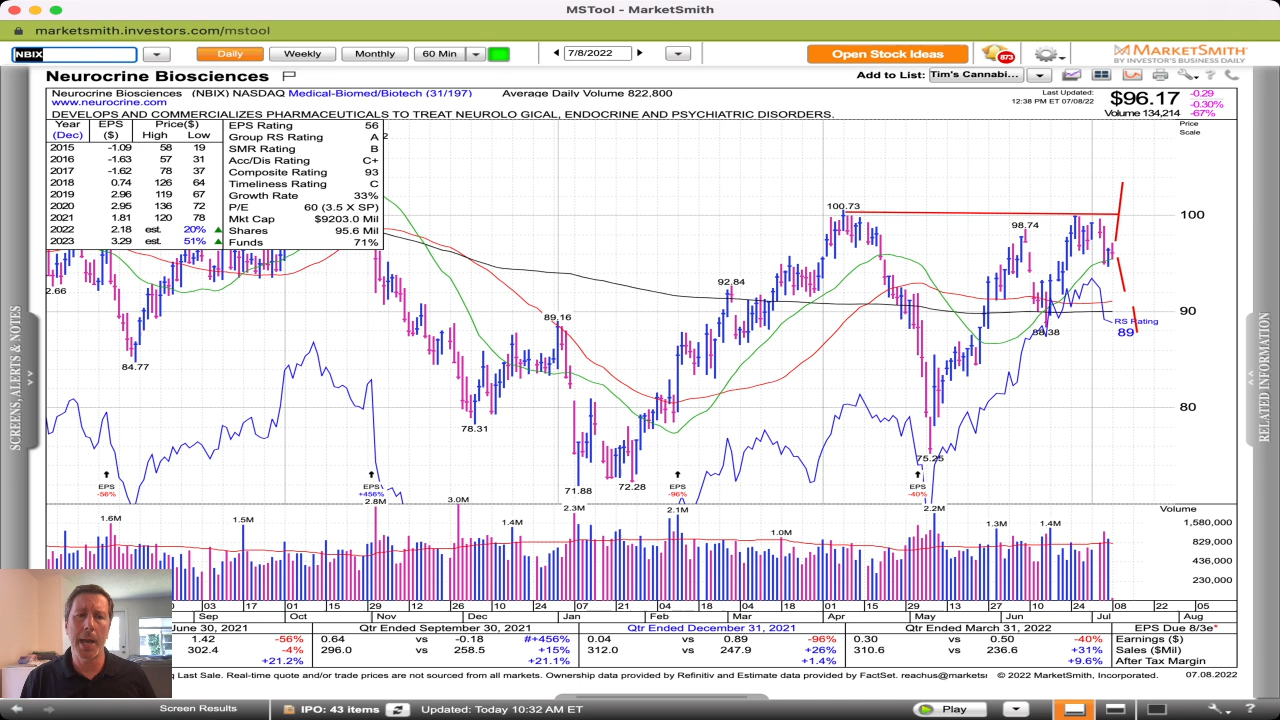 MSTool - MarketSmith
marketsmith.investors.com/mstool
NBIX Daily Weekly Monthly 60 Min 7/8/2022 Open Stock Ideas 873 MARKETSMITH
BY INVESTOR'S BUSINESS DAILY
Neurocrine Biosciences Add to List: Tim's Cannabi...
Neurocrine Biosciences (NBIX) NASDAQ Medical-Biomed/Biotech (31/197) Average Daily Volume 822,800
www.neurocrine.com
Last Updated:
12:38 PM ET 07/08/22
$96.17 -0.29
-0.30%
Volume 134,214 -67%
DEVELOPS AND COMMERCIALIZES PHARMACEUTICALS TO TREAT NEUROLO GICAL, ENDOCRINE AND PSYCHIATRIC DISORDERS.
Year EPS Price($)
(Dec) ($) High Low
2015 -1.09 58 19
2016 -1.63 57 31
2017 -1.62 78 37
2018 0.74 126 64
2019 2.96 119 67
2020 2.95 136 72
2021 1.81 120 78
2022 2.18 est. 20%
2023 3.29 est. 51%
EPS Rating 56
Group RS Rating A
SMR Rating B
Acc/Dis Rating C+
Composite Rating 93
Timeliness Rating C
Growth Rate 33%
P/E 60 (3.5 X SP)
Mkt Cap $9203.0 Mil
Shares 95.6 Mil
Funds 71%
Price
Scale
100
90
80
2.66
84.77
78.31
89.16
71.88
72.28
92.84
100.73
75.25
98.74
88.38
RS Rating
89
EPS
-56%
EPS
+456%
EPS
-96%
EPS
-40%
1.6M 1.5M 2.8M 3.0M 1.4M 2.3M 2.1M 1.0M 2.2M 1.3M 1.4M
Volume
1,580,000
829,000
436,000
230,000
03 17 01 15 29 12 26 10 24 07 21 04 18 04 18 01 15 29 13 27 10 24 08 22 05
Sep Oct Nov Dec Jan Feb Mar Apr May Jun Jul Aug
June 30, 2021 Qtr Ended September 30, 2021 Qtr Ended December 31, 2021 Qtr Ended March 31, 2022 EPS Due 8/3e*
1.42 -56% 0.64 vs -0.18 #+456% 0.04 vs 0.89 -96% 0.30 vs 0.50 -40% Earnings ($)
302.4 -4% 296.0 vs 258.5 +15% 312.0 vs 247.9 +26% 310.6 vs 236.6 +31% Sales ($Mil)
+21.2% +21.1% +1.4% +9.6% After Tax Margin
Last Sale. Real-time quote and/or trade prices are not sourced from all markets. Ownership data provided by Refinitiv and Estimate data provided by FactSet. reachus@markets © 2022 MarketSmith, Incorporated. 07.08.2022
SCREENS, ALERTS & NOTES
RELATED INFORMATION
Screen Results IPO: 43 items Updated: Today 10:32 AM ET Play